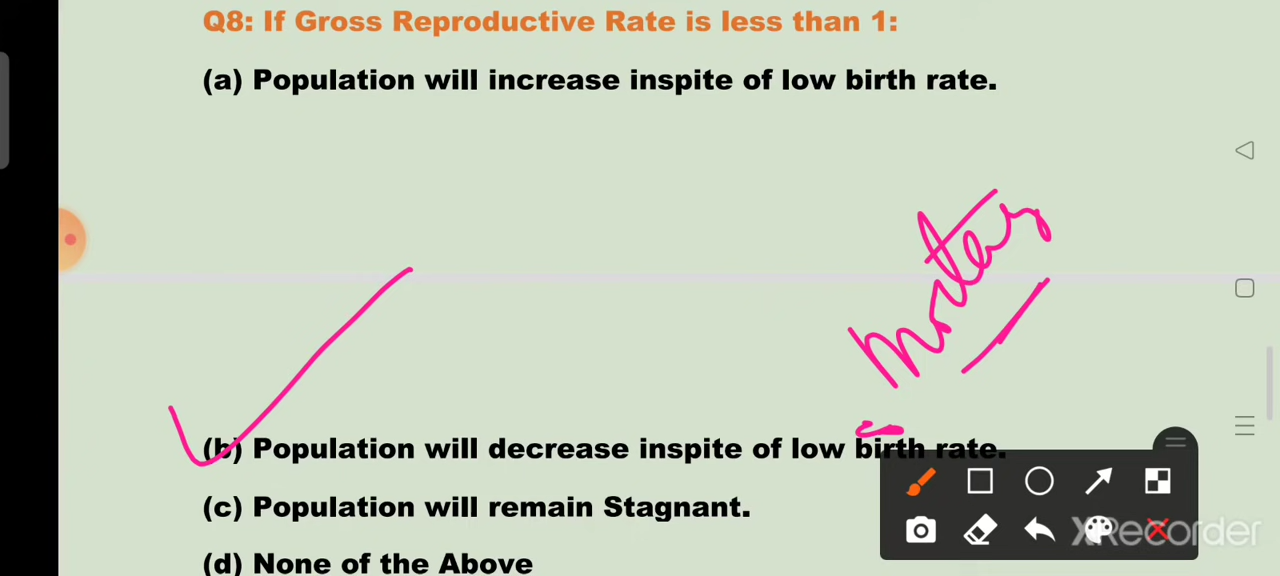 Q8: If Gross Reproductive Rate is less than 1:
(a) Population will increase inspite of low birth rate.
(b) Population will decrease inspite of low birth rate.
(c) Population will remain Stagnant.
(d) None of the Above
XRecorder